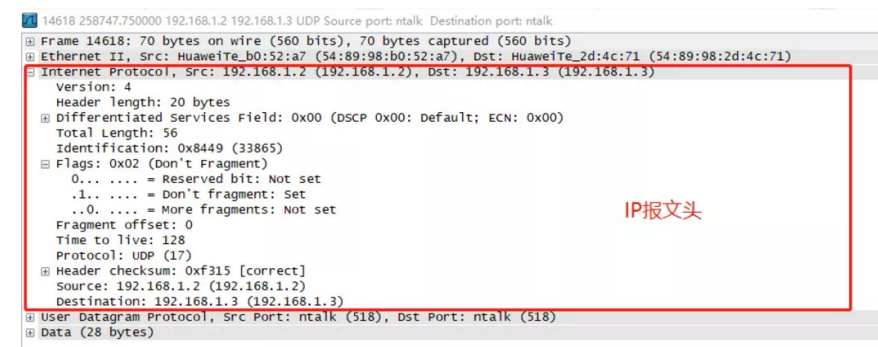 14618 258747.750000 192.168.1.2 192.168.1.3 UDP Source port: ntalk Destination port: ntalk
Frame 14618: 70 bytes on wire (560 bits), 70 bytes captured (560 bits)
Ethernet II, Src: HuaweiTe_b0:52:a7 (54:89:98:b0:52:a7), Dst: HuaweiTe_2d:4c:71 (54:89:98:2d:4c:71)
Internet Protocol, Src: 192.168.1.2 (192.168.1.2), Dst: 192.168.1.3 (192.168.1.3)
Version: 4
Header length: 20 bytes
Differentiated Services Field: 0x00 (DSCP 0x00: Default; ECN: 0x00)
Total Length: 56
Identification: 0x8449 (33865)
Flags: 0x02 (Don't Fragment)
0... .... = Reserved bit: Not set
.1.. .... = Don't fragment: Set
..0. .... = More fragments: Not set
Fragment offset: 0
Time to live: 128
Protocol: UDP (17)
Header checksum: 0xf315 [correct]
Source: 192.168.1.2 (192.168.1.2)
Destination: 192.168.1.3 (192.168.1.3)
IP报文头
User Datagram Protocol, Src Port: ntalk (518), Dst Port: ntalk (518)
Data (28 bytes)